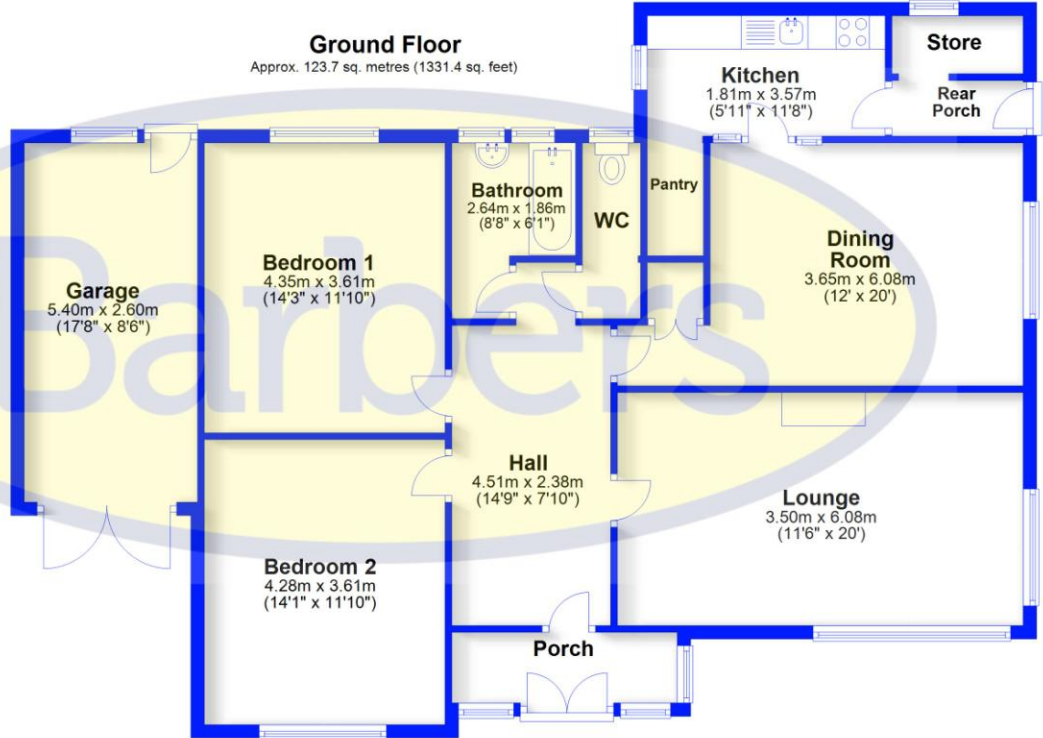 Ground Floor
Approx. 123.7 sq. metres (1331.4 sq. feet)
Store
Kitchen
1.81m x 3.57m
(5'11" x 11'8")
Rear
Porch
Bathroom
2.64m x 1.86m
(8'8" x 6'1")
WC
Pantry
Dining
Room
3.65m x 6.08m
(12' x 20')
Bedroom 1
4.35m x 3.61m
(14'3" x 11'10")
Garage
5.40m x 2.60m
(17'8" x 8'6")
Barbers
Hall
4.51m x 2.38m
(14'9" x 7'10")
Lounge
3.50m x 6.08m
(11'6" x 20')
Bedroom 2
4.28m x 3.61m
(14'1" x 11'10")
Porch